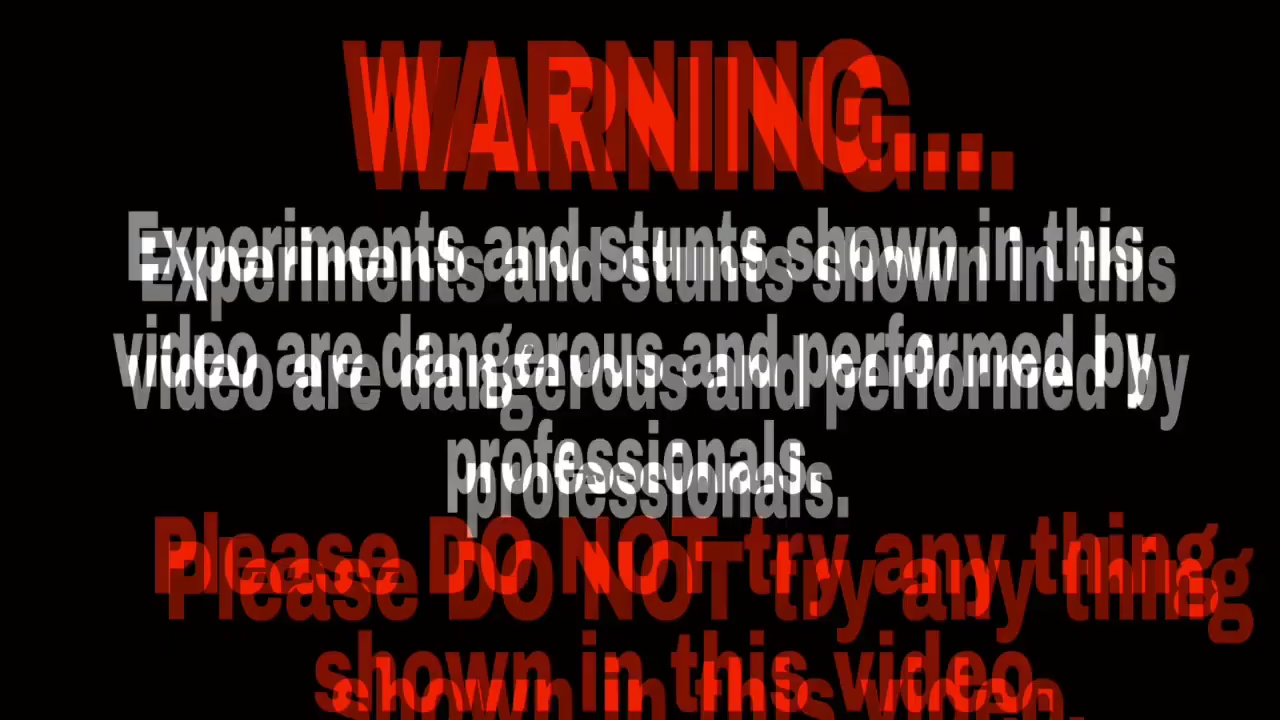 WARNING...
Experiments and stunts shown in this
video are dangerous and performed by
professionals.
Please DO NOT try any thing
shown in this video.